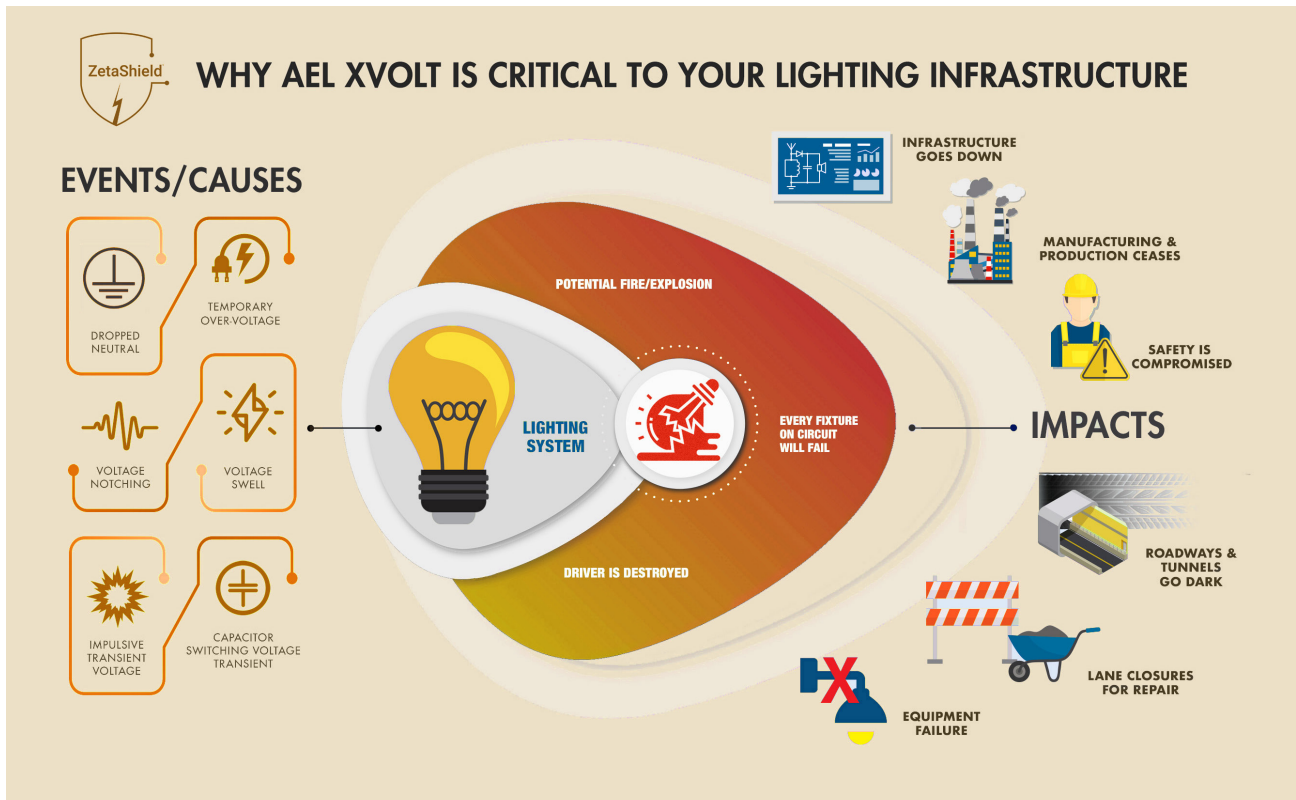 ZetaShield
WHY AEL XVOLT IS CRITICAL TO YOUR LIGHTING INFRASTRUCTURE
EVENTS/CAUSES
DROPPED
NEUTRAL
TEMPORARY
OVER-VOLTAGE
VOLTAGE
NOTCHING
VOLTAGE
SWELL
IMPULSIVE
TRANSIENT
VOLTAGE
CAPACITOR
SWITCHING VOLTAGE
TRANSIENT
LIGHTING
SYSTEM
POTENTIAL FIRE/EXPLOSION
EVERY FIXTURE
ON CIRCUIT
WILL FAIL
DRIVER IS DESTROYED
IMPACTS
INFRASTRUCTURE
GOES DOWN
MANUFACTURING &
PRODUCTION CEASES
SAFETY IS
COMPROMISED
ROADWAYS &
TUNNELS
GO DARK
LANE CLOSURES
FOR REPAIR
EQUIPMENT
FAILURE